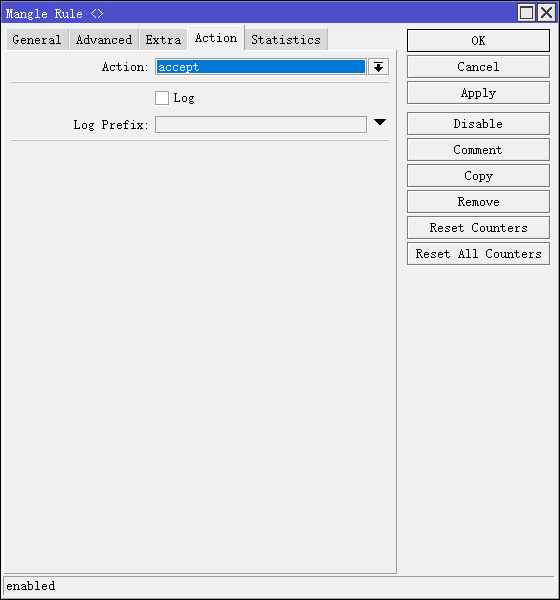 Mangle Rule <>
General Advanced Extra Action Statistics
Action: accept
Log
Log Prefix:
OK
Cancel
Apply
Disable
Comment
Copy
Remove
Reset Counters
Reset All Counters
enabled